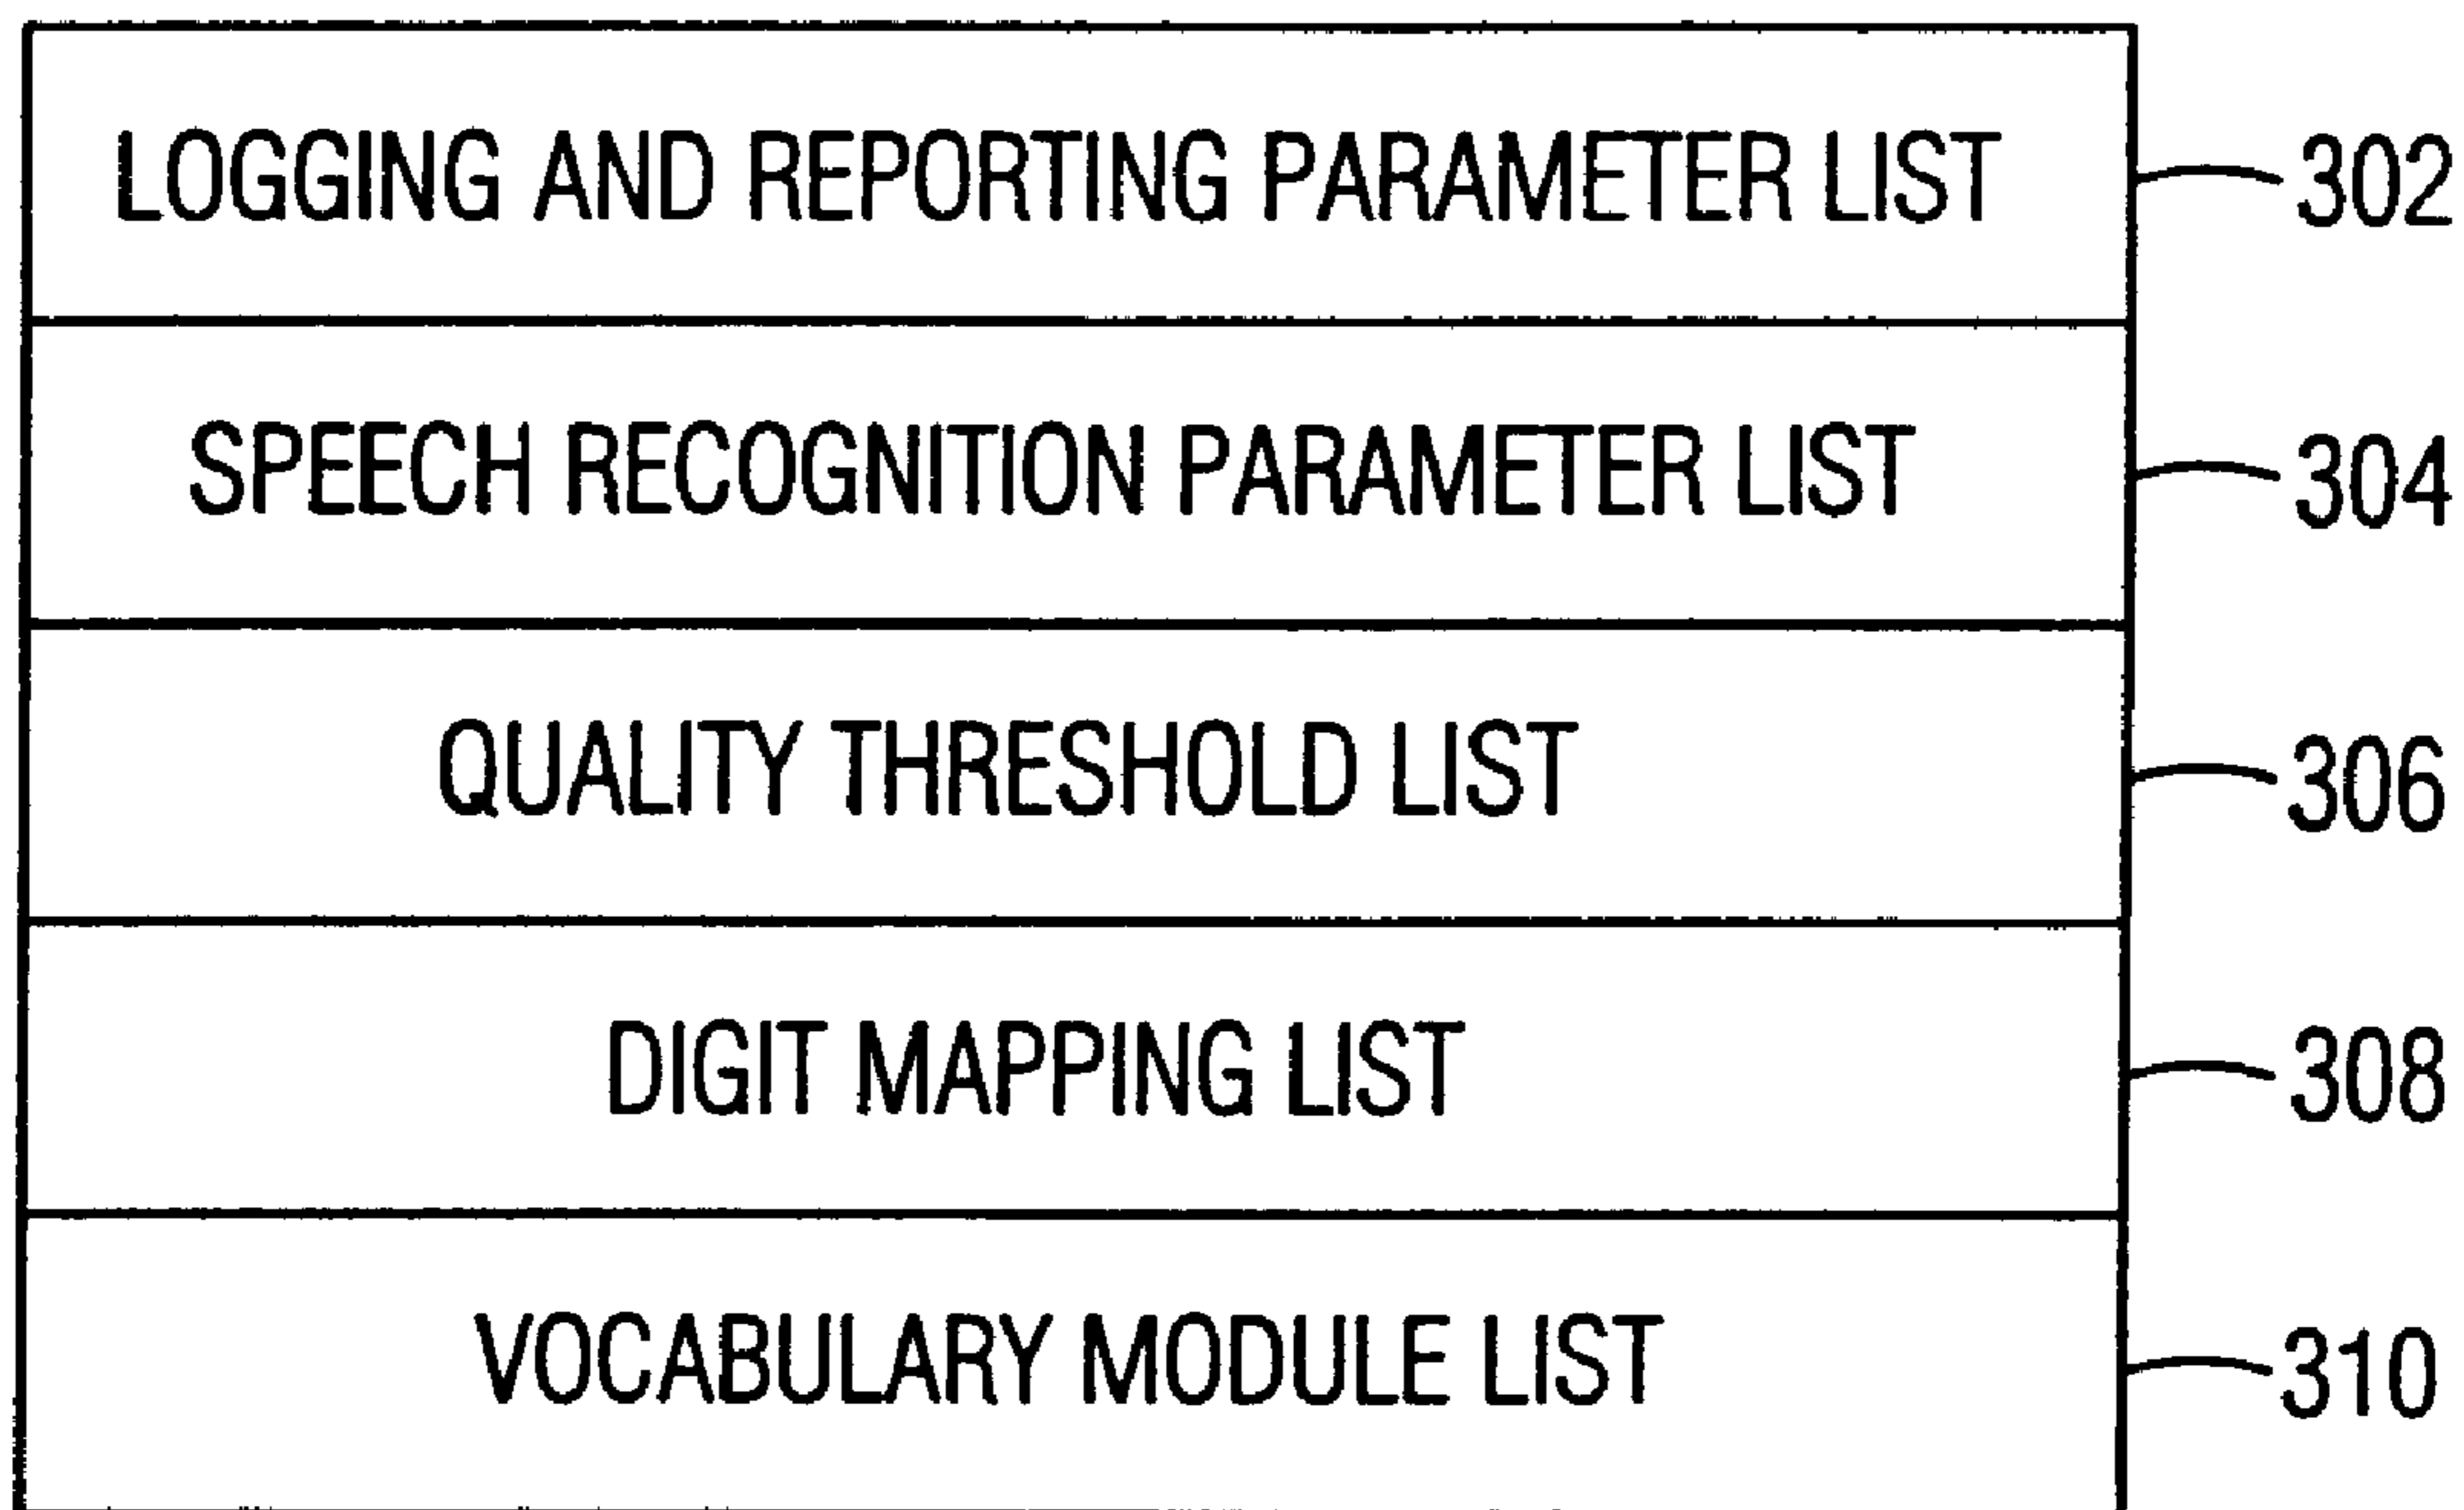 LOGGING AND REPORTING PARAMETER LIST 302
SPEECH RECOGNITION PARAMETER LIST 304
QUALITY THRESHOLD LIST 306
DIGIT MAPPING LIST 308
VOCABULARY MODULE LIST 310